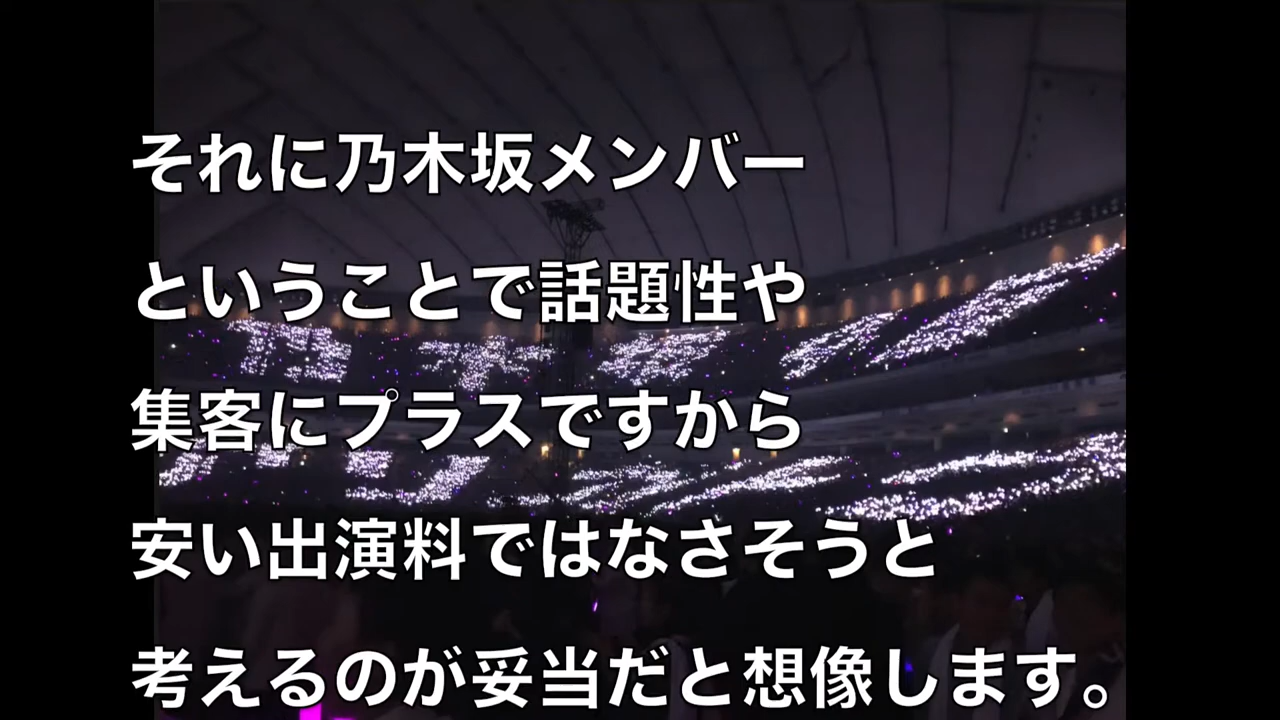 それに乃木坂メンバー
ということで話題性や
集客にプラスですから
安い出演料ではなさそうと
考えるのが妥当だと想像します。